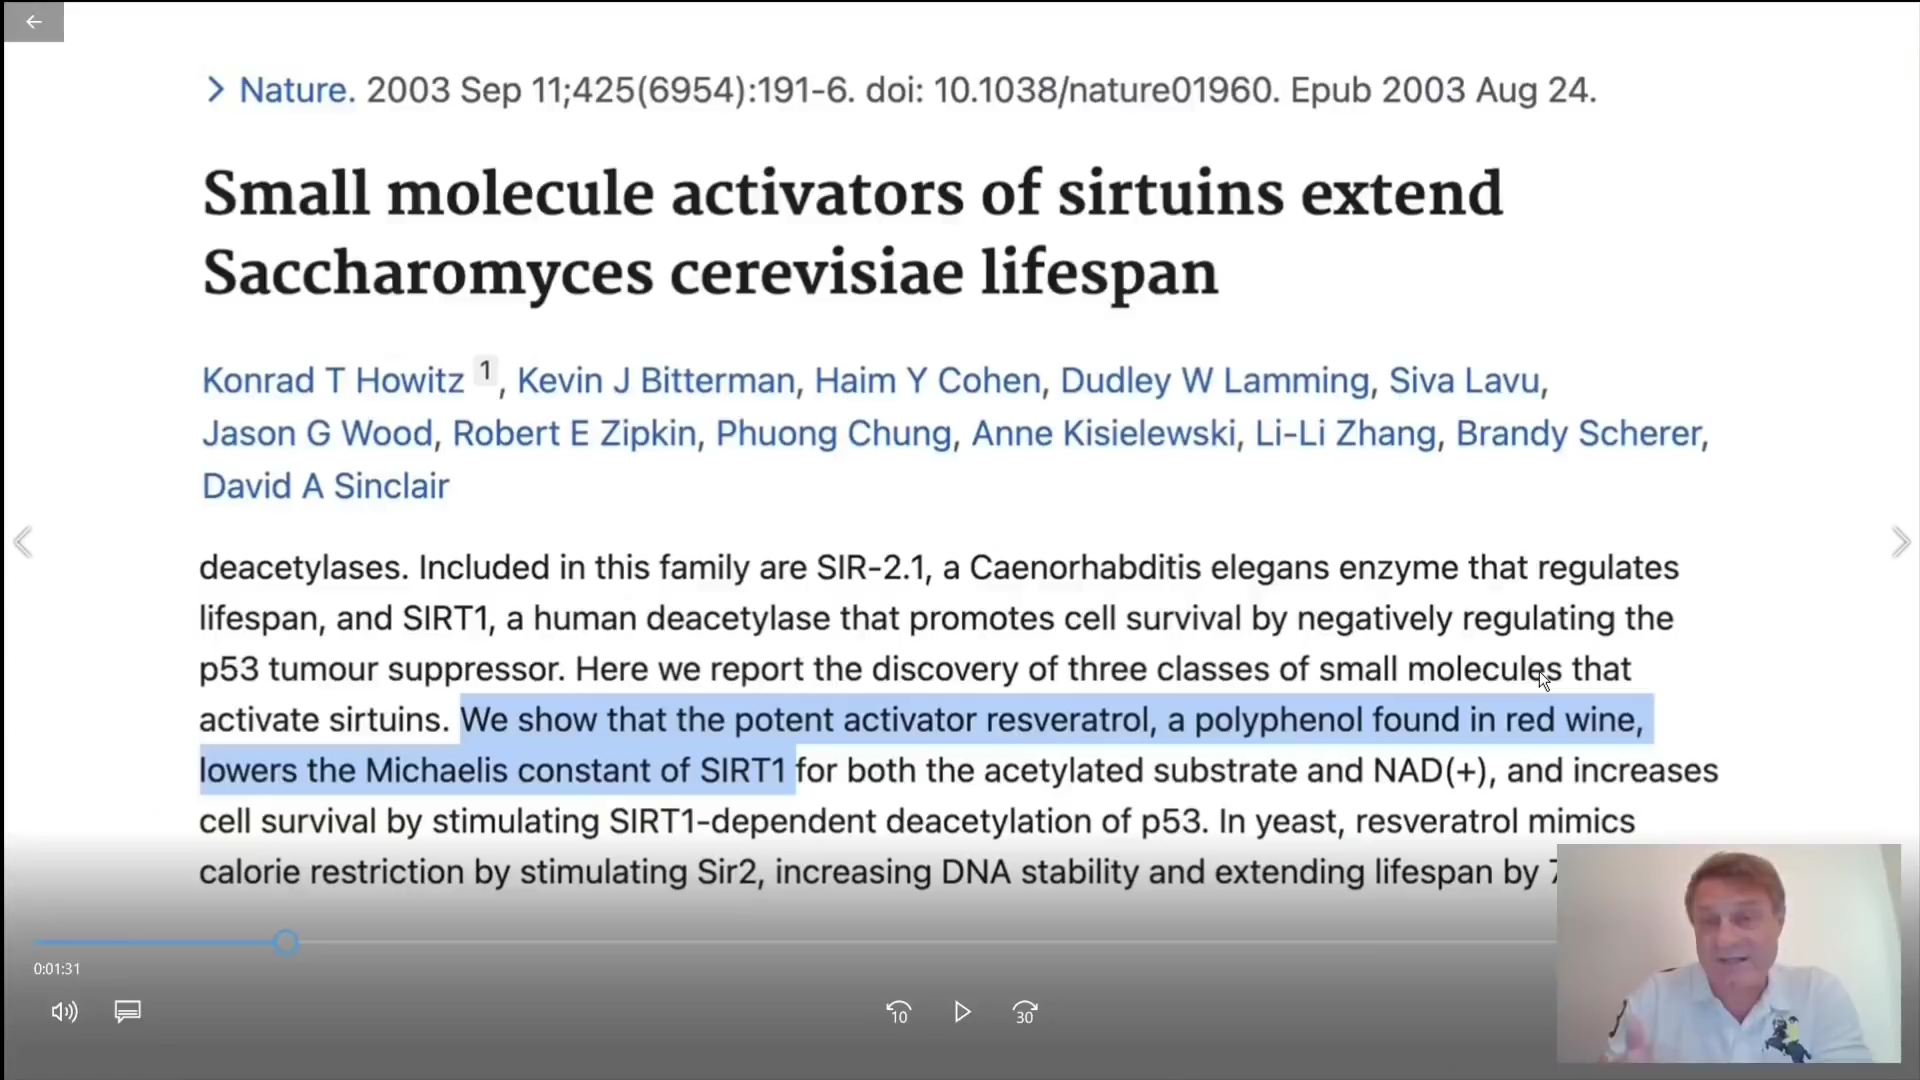 > Nature. 2003 Sep 11;425(6954):191-6. doi: 10.1038/nature01960. Epub 2003 Aug 24.
Small molecule activators of sirtuins extend
Saccharomyces cerevisiae lifespan
Konrad T Howitz 1, Kevin J Bitterman, Haim Y Cohen, Dudley W Lamming, Siva Lavu,
Jason G Wood, Robert E Zipkin, Phuong Chung, Anne Kisielewski, Li-Li Zhang, Brandy Scherer,
David A Sinclair
deacetylases. Included in this family are SIR-2.1, a Caenorhabditis elegans enzyme that regulates
lifespan, and SIRT1, a human deacetylase that promotes cell survival by negatively regulating the
p53 tumour suppressor. Here we report the discovery of three classes of small molecules that
activate sirtuins. We show that the potent activator resveratrol, a polyphenol found in red wine,
lowers the Michaelis constant of SIRT1 for both the acetylated substrate and NAD(+), and increases
cell survival by stimulating SIRT1-dependent deacetylation of p53. In yeast, resveratrol mimics
calorie restriction by stimulating Sir2, increasing DNA stability and extending lifespan by 7
0:01:31
10
30